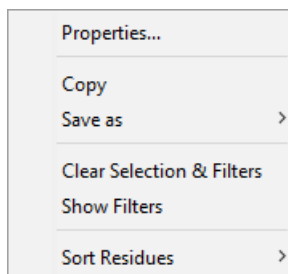 Properties...
Copy
Save as
Clear Selection & Filters
Show Filters
Sort Residues